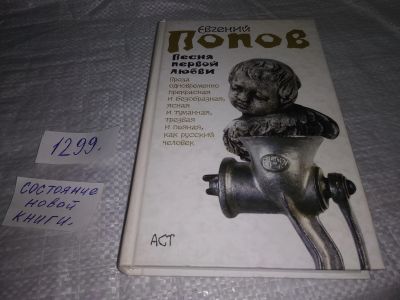 Евгений
Попов
Песня
первой
любви
Проза
одновременно
прекрасная
и безобразная,
ясная
и туманная,
трезвая
и пьяная,
как русский
человек
АСТ
1299.
СОСТОЯНИЕ
НОВОЙ
КНИГИ.